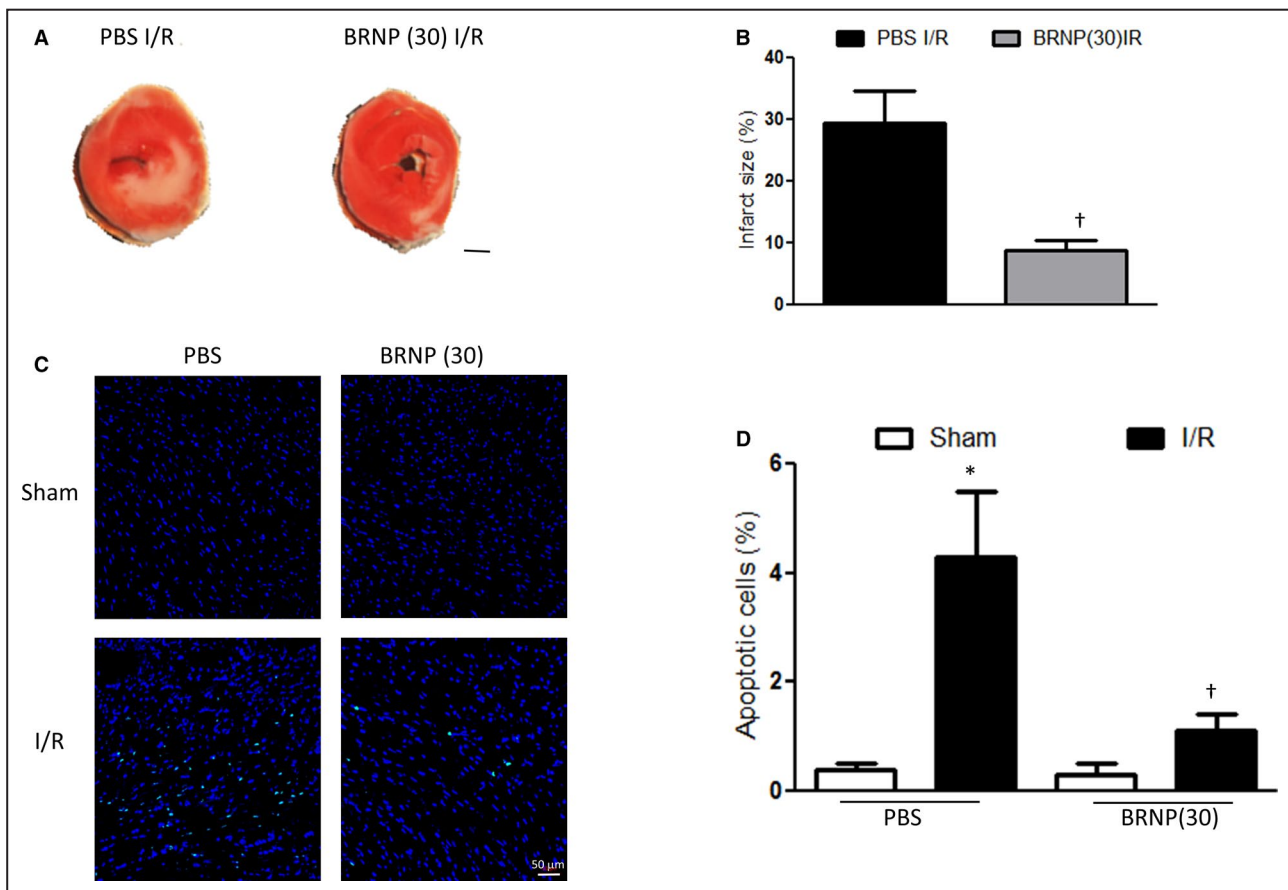 A
PBS I/R
BRNP (30) I/R
B
PBS I/R
BRNP(30)IR
Infarct size (%)
40
30
20
10
0
†
C
PBS
BRNP (30)
Sham
I/R
50 µm
D
Sham
I/R
Apoptotic cells (%)
6
4
2
0
*
†
PBS
BRNP(30)